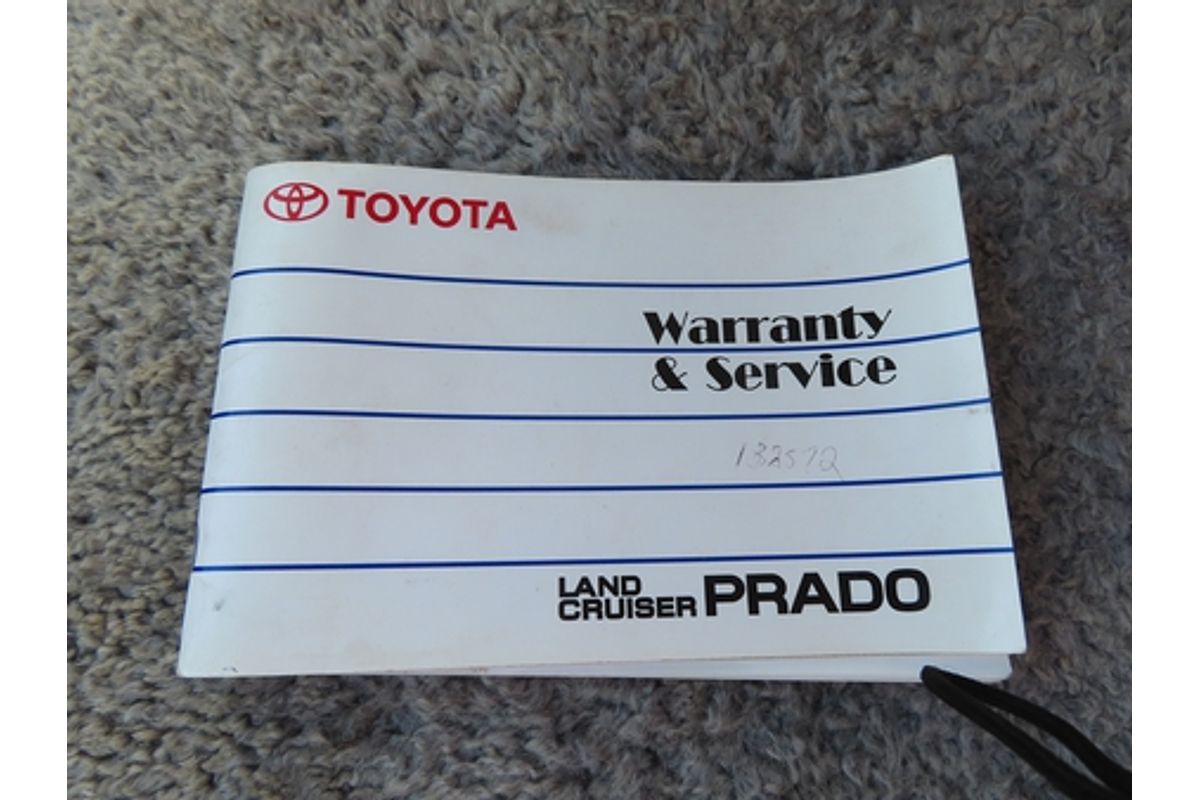 TOYOTA
Warranty
& Service
132572
LAND
CRUISER PRADO